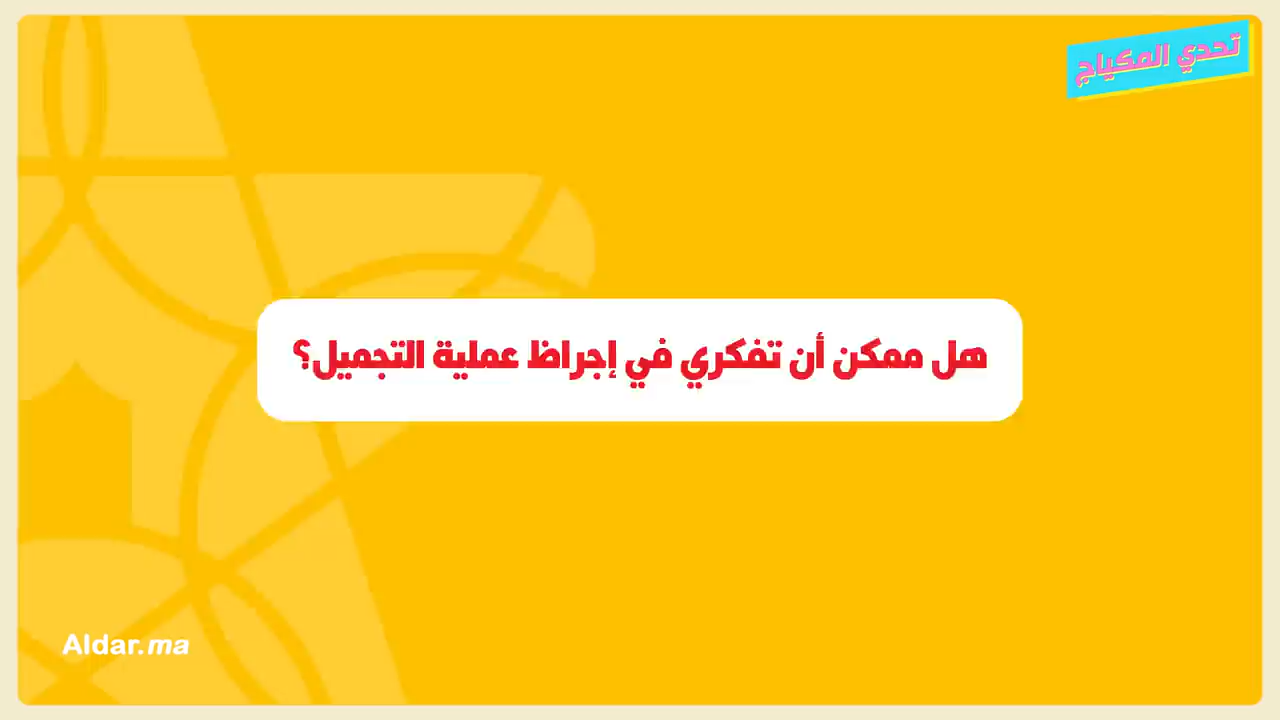 تحدي المكياج
هل ممكن أن تفكري في إجراظ عملية التجميل؟
Aldar.ma